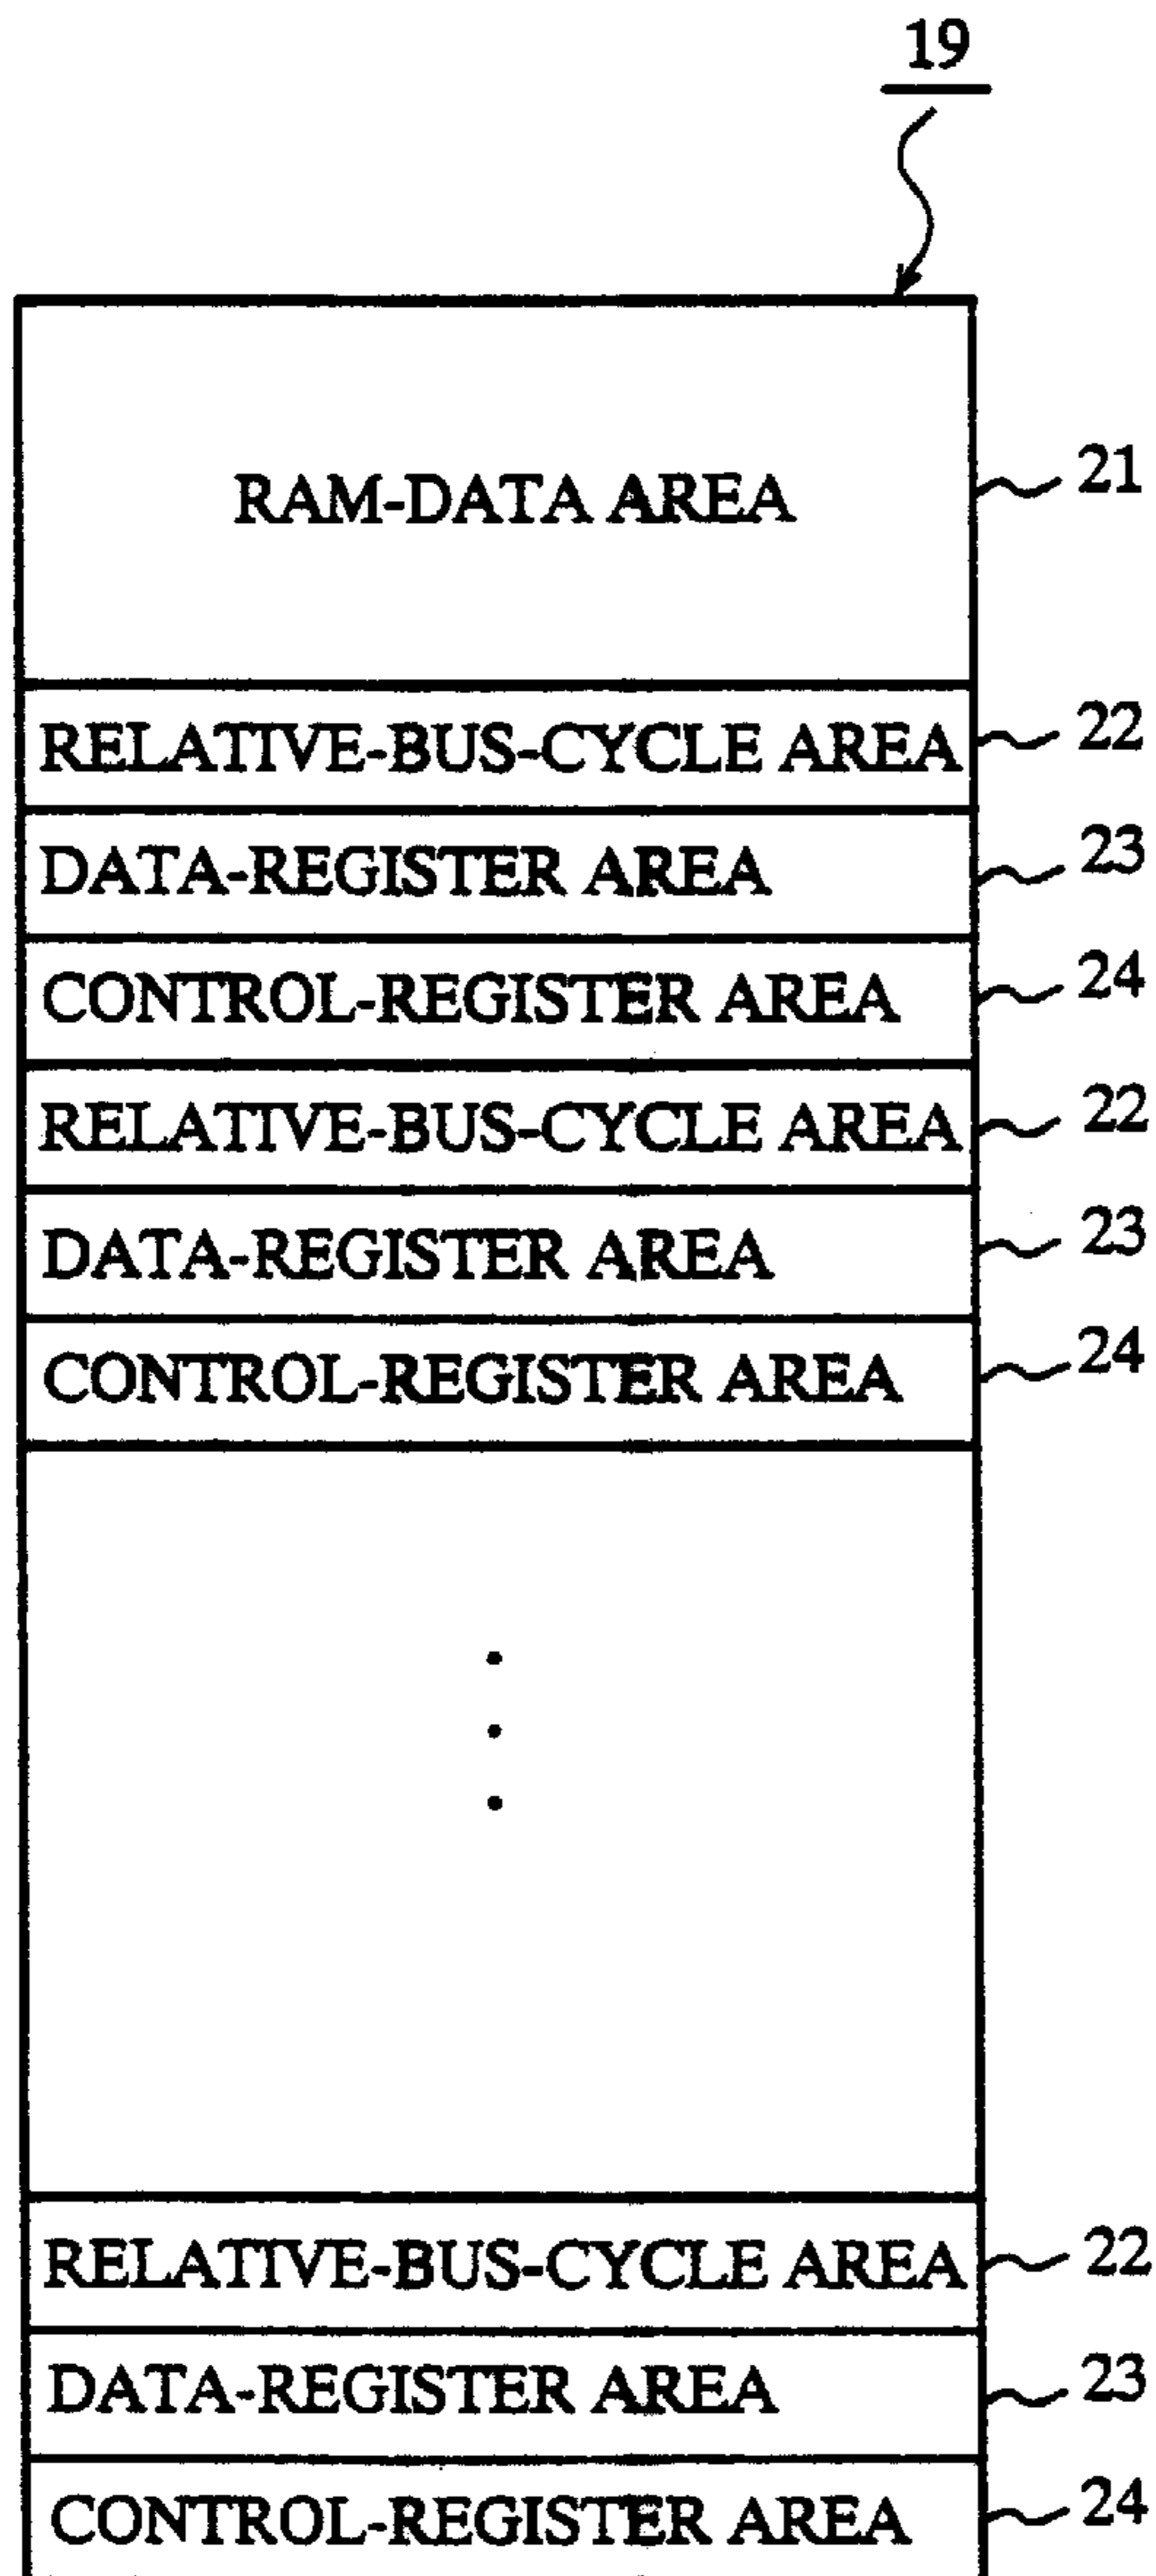 19
RAM-DATA AREA 21
RELATIVE-BUS-CYCLE AREA 22
DATA-REGISTER AREA 23
CONTROL-REGISTER AREA 24
RELATIVE-BUS-CYCLE AREA 22
DATA-REGISTER AREA 23
CONTROL-REGISTER AREA 24
RELATIVE-BUS-CYCLE AREA 22
DATA-REGISTER AREA 23
CONTROL-REGISTER AREA 24